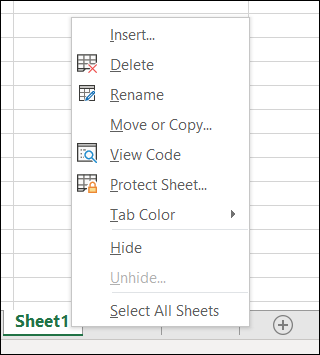 Insert...
Delete
Rename
Move or Copy...
View Code
Protect Sheet...
Tab Color
Hide
Unhide...
Select All Sheets
Sheet1